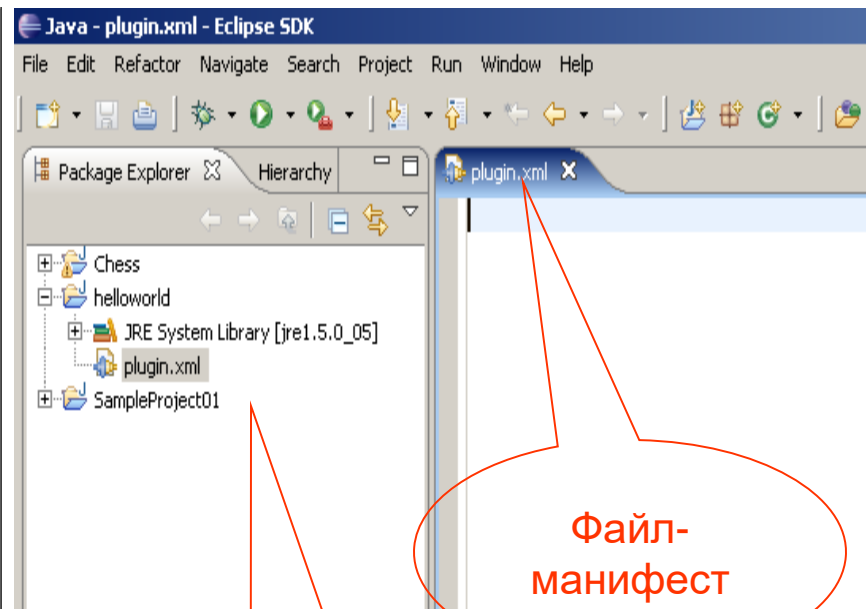 Java - plugin.xml - Eclipse SDK
File Edit Refactor Navigate Search Project Run Window Help
Package Explorer Hierarchy
plugin.xml
Chess
helloworld
JRE System Library [jre1.5.0_05]
plugin.xml
SampleProject01
Файл-
манифест